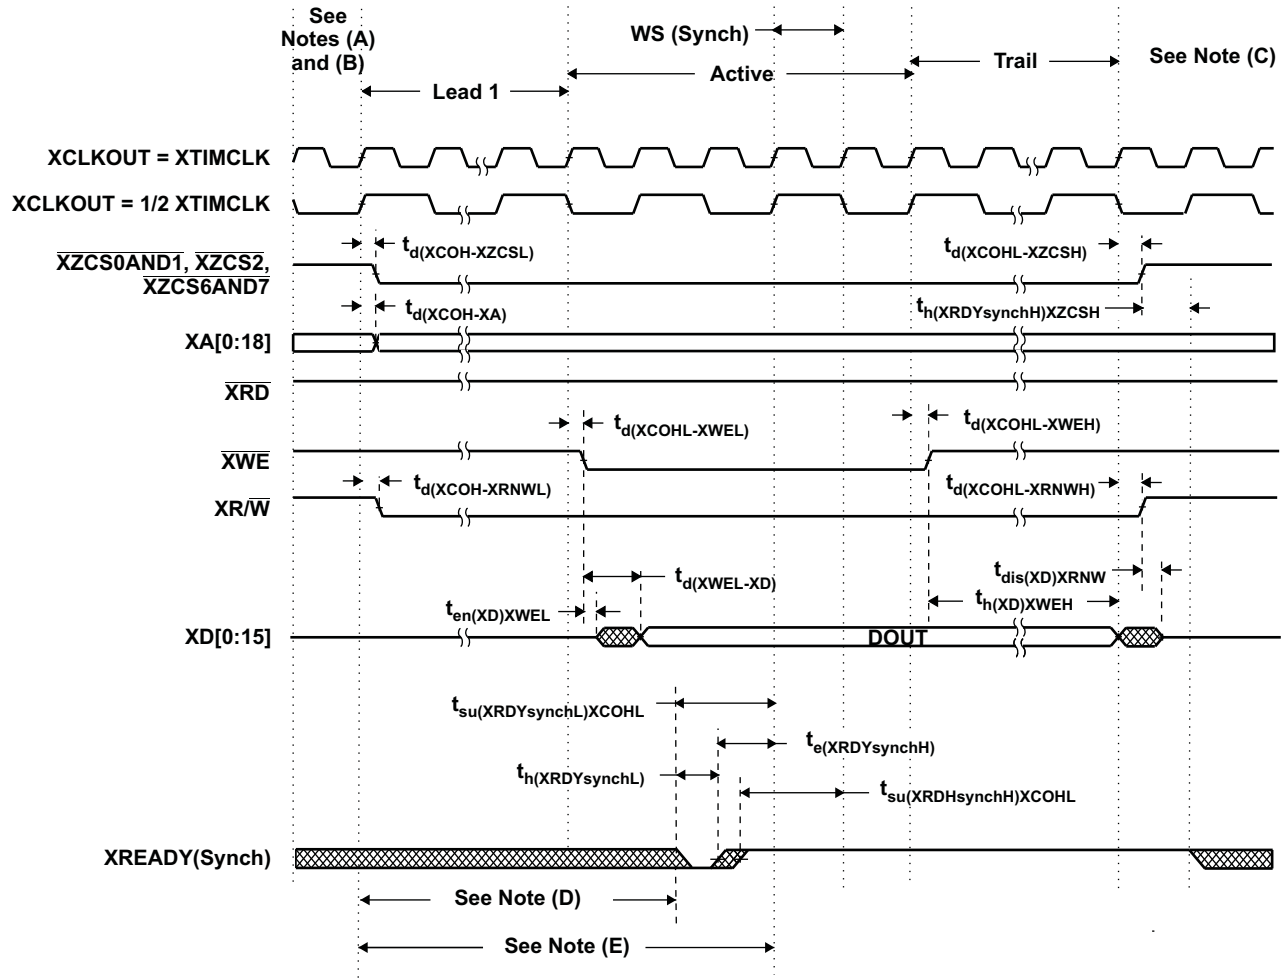 See
Notes (A)
and (B)
WS (Synch)
Active
Trail
See Note (C)
Lead 1
XCLKOUT = XTIMCLK
XCLKOUT = 1/2 XTIMCLK
td(XCOH-XZCSL)
td(XCOHL-XZCSH)
XZCS0AND1, XZCS2,
XZCS6AND7
td(XCOH-XA)
th(XRDYsynchH)XZCSH
XA[0:18]
XRD
td(XCOHL-XWEL)
td(XCOHL-XWEH)
XWE
td(XCOH-XRNWL)
td(XCOHL-XRNWH)
XR/W
td(XWEL-XD)
tdis(XD)XRNW
ten(XD)XWEL
th(XD)XWEH
XD[0:15]
DOUT
tsu(XRDYsynchL)XCOHL
te(XRDYsynchH)
th(XRDYsynchL)
tsu(XRDHsynchH)XCOHL
XREADY(Synch)
See Note (D)
See Note (E)